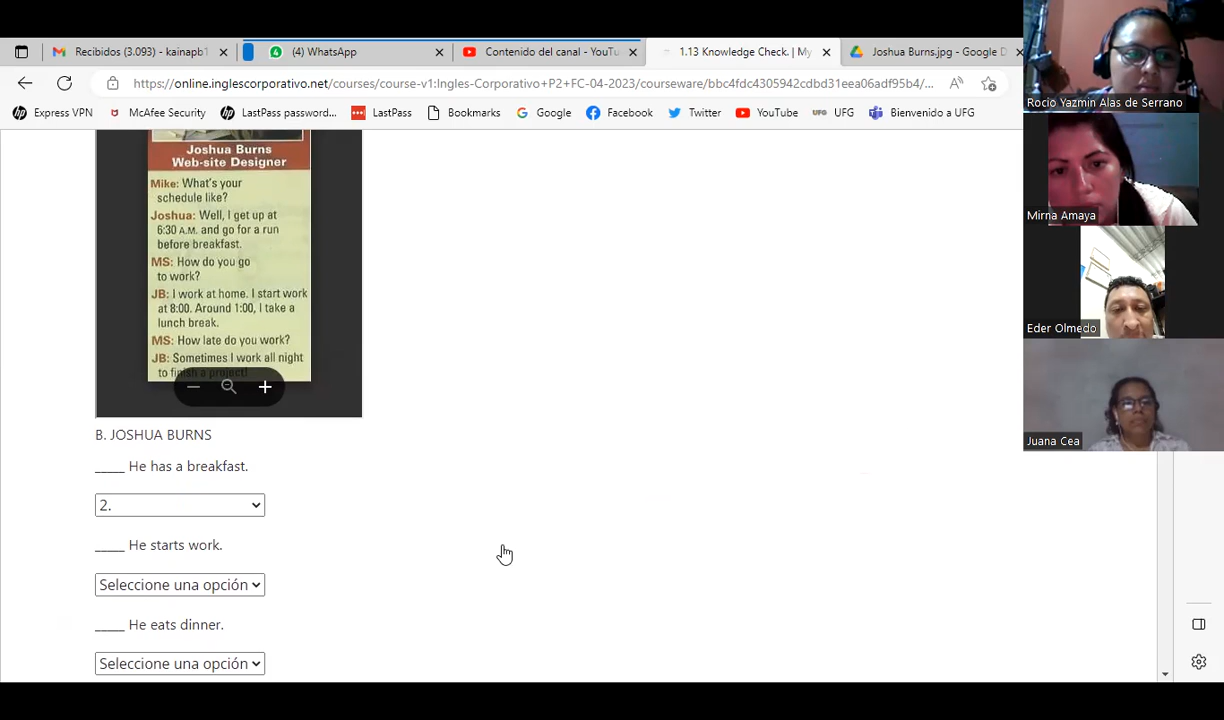 Recibidos (3.093) - kainapb1
(4) WhatsApp
Contenido del canal - YouTu
1.13 Knowledge Check. | My
Joshua Burns.jpg - Google D
https://online.inglescorporativo.net/courses/course-v1:Ingles-Corporativo+P2+FC-04-2023/courseware/bbc4fdc4305942cdbd31eea06adf95b4/...
Express VPN
McAfee Security
LastPass password...
LastPass
Bookmarks
Google
Facebook
Twitter
YouTube
UFG
Bienvenido a UFG
Joshua Burns
Web-site Designer
Mike: What's your
schedule like?
Joshua: Well, I get up at
6:30 A.M. and go for a run
before breakfast.
MS: How do you go
to work?
JB: I work at home. I start work
at 8:00. Around 1:00, I take a
lunch break.
MS: How late do you work?
JB: Sometimes I work all night
to finish a project!
B. JOSHUA BURNS
_____ He has a breakfast.
2.
_____ He starts work.
Seleccione una opción
_____ He eats dinner.
Seleccione una opción
Rocio Yazmin Alas de Serrano
Mirna Amaya
Eder Olmedo
Juana Cea